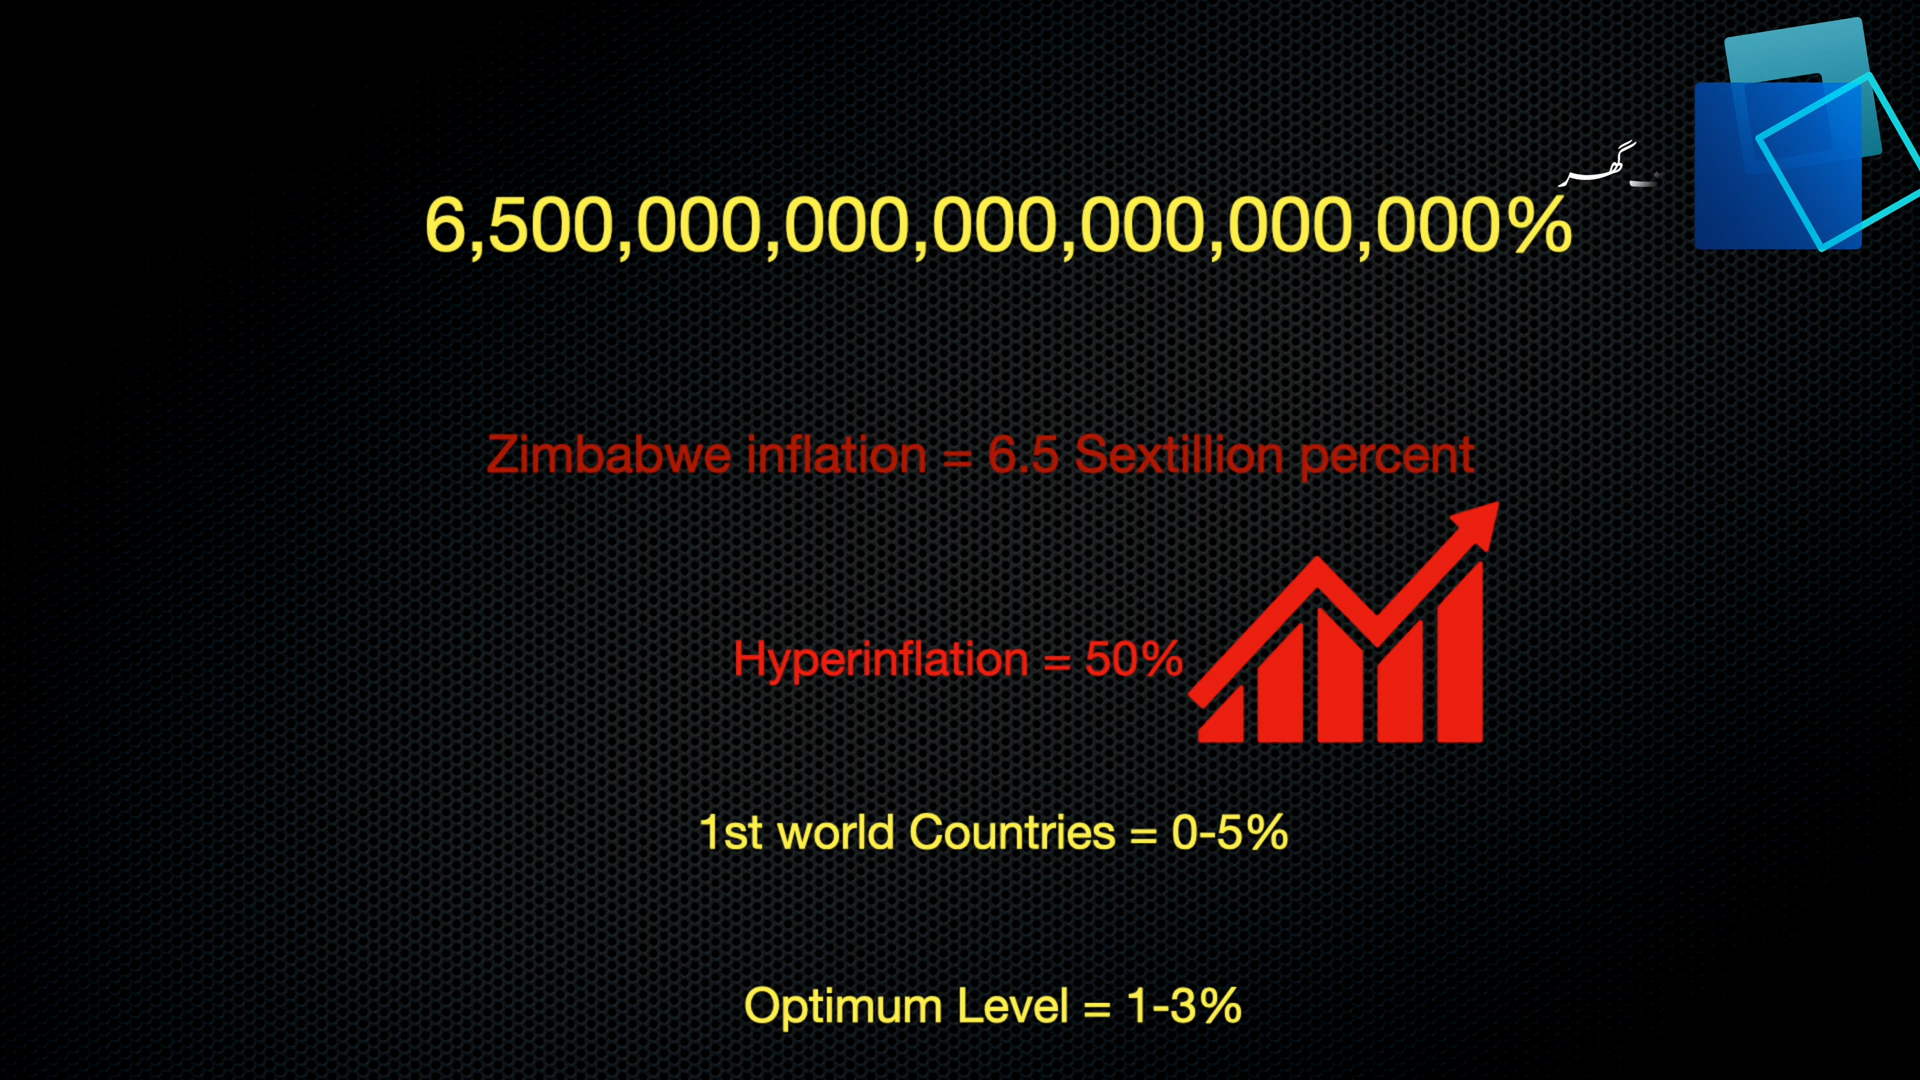 6,500,000,000,000,000,000,000%
Zimbabwe inflation = 6.5 Sextillion percent
Hyperinflation = 50%
1st world Countries = 0-5%
Optimum Level = 1-3%